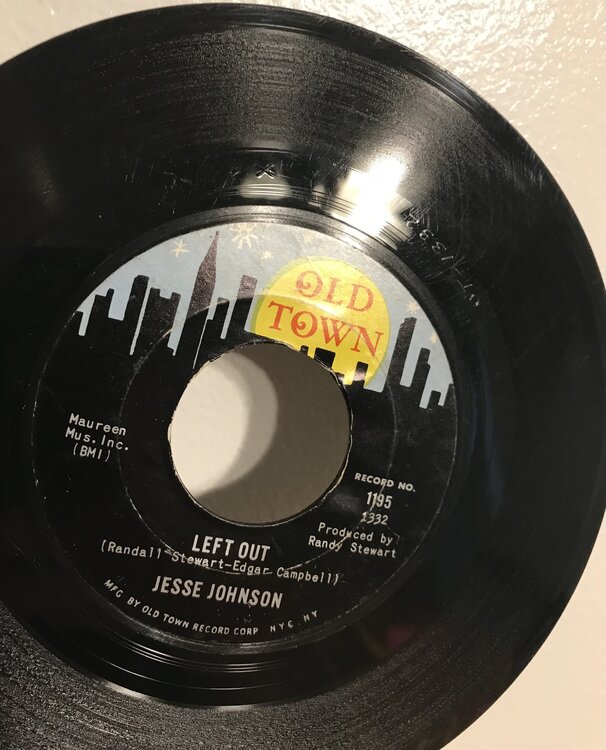 OLD
TOWN
Maureen
Mus. Inc.
(BMI)
RECORD NO.
1195
1332
Produced by
Randy Stewart
LEFT OUT
(Randall Stewart-Edgar Campbell)
JESSE JOHNSON
MFG BY OLD TOWN RECORD CORP NYC, NY